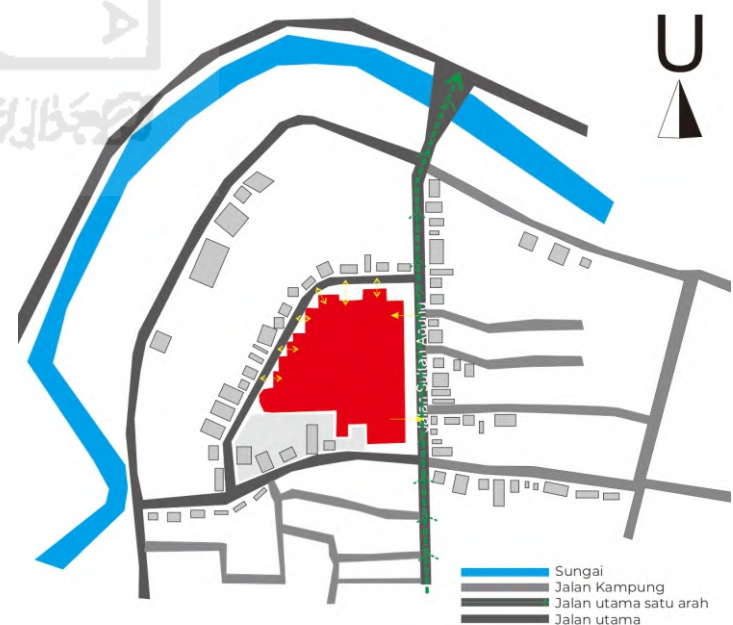 U
Jalan Sultan Agung
Sungai
Jalan Kampung
Jalan utama satu arah
Jalan utama